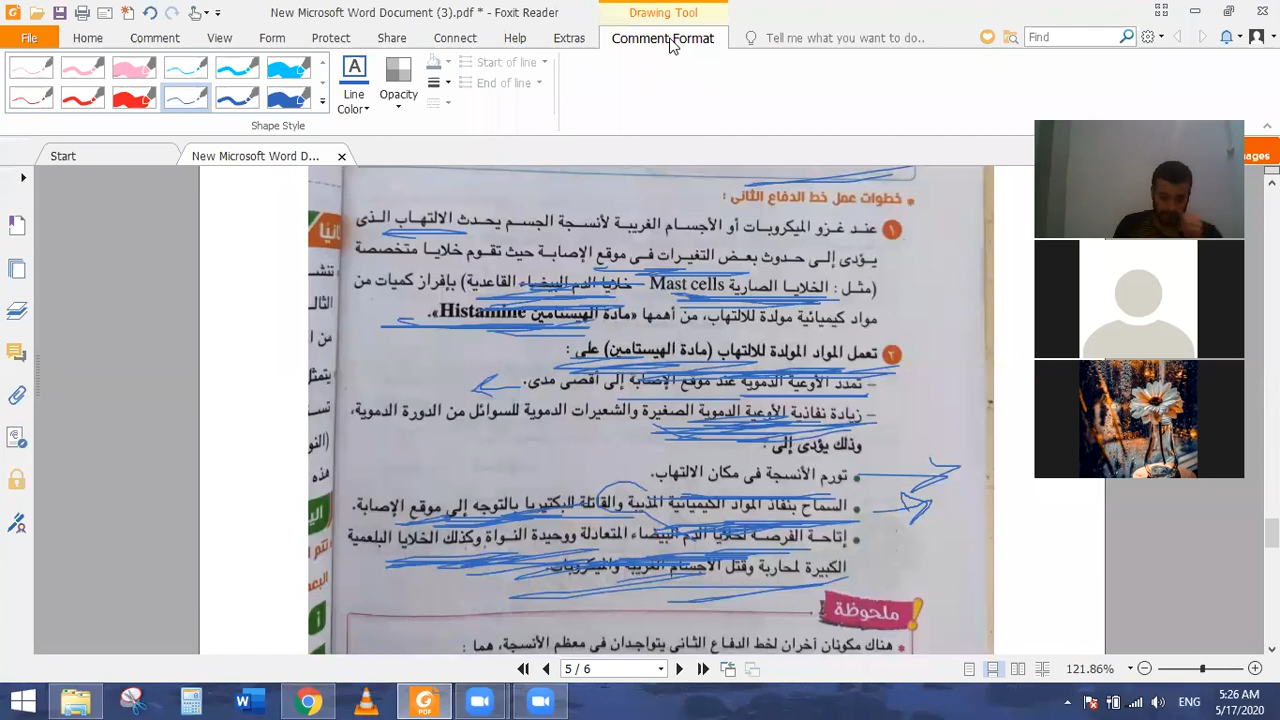 New Microsoft Word Document (3).pdf * - Foxit Reader
Drawing Tool
File
Home
Comment
View
Form
Protect
Share
Connect
Help
Extras
Comment Format
Tell me what you want to do..
Find
Start of line
End of line
Line
Color
Opacity
Shape Style
Start
New Microsoft Word D...
ages
* خطوات عمل خط الدفاع الثانى :
١ عند غزو الميكروبات أو الأجسام الغريبة لأنسجة الجسم يحدث الالتهاب الذى
يؤدى إلى حدوث بعض التغيرات فى موقع الإصابة حيث تقوم خلايا متخصصة
(مثل : الخلايا الصارية Mast cells - خلايا الدم البيضاء القاعدية) بإفراز كميات من
مواد كيميائية مولدة للالتهاب، من أهمها «مادة الهيستامين Histamine».
٢ تعمل المواد المولدة للالتهاب (مادة الهيستامين) على :
– تمدد الأوعية الدموية عند موقع الإصابة إلى أقصى مدى.
– زيادة نفاذية الأوعية الدموية الصغيرة والشعيرات الدموية للسوائل من الدورة الدموية،
وذلك يؤدى إلى :
• تورم الأنسجة فى مكان الالتهاب.
• السماح بنفاذ المواد الكيميائية المذيبة والقاتلة للبكتيريا بالتوجه إلى موقع الإصابة.
• إتاحة الفرصة لخلايا الدم البيضاء المتعادلة ووحيدة النواة وكذلك الخلايا البلعمية
الكبيرة لمحاربة وقتل الأجسام الغريبة والميكروبات.
ملحوظة !
* هناك مكونان أخران لخط الدفاع الثانى يتواجدان فى معظم الأنسجة، هما :
5 / 6
121.86%
ENG
5:26 AM
5/17/2020